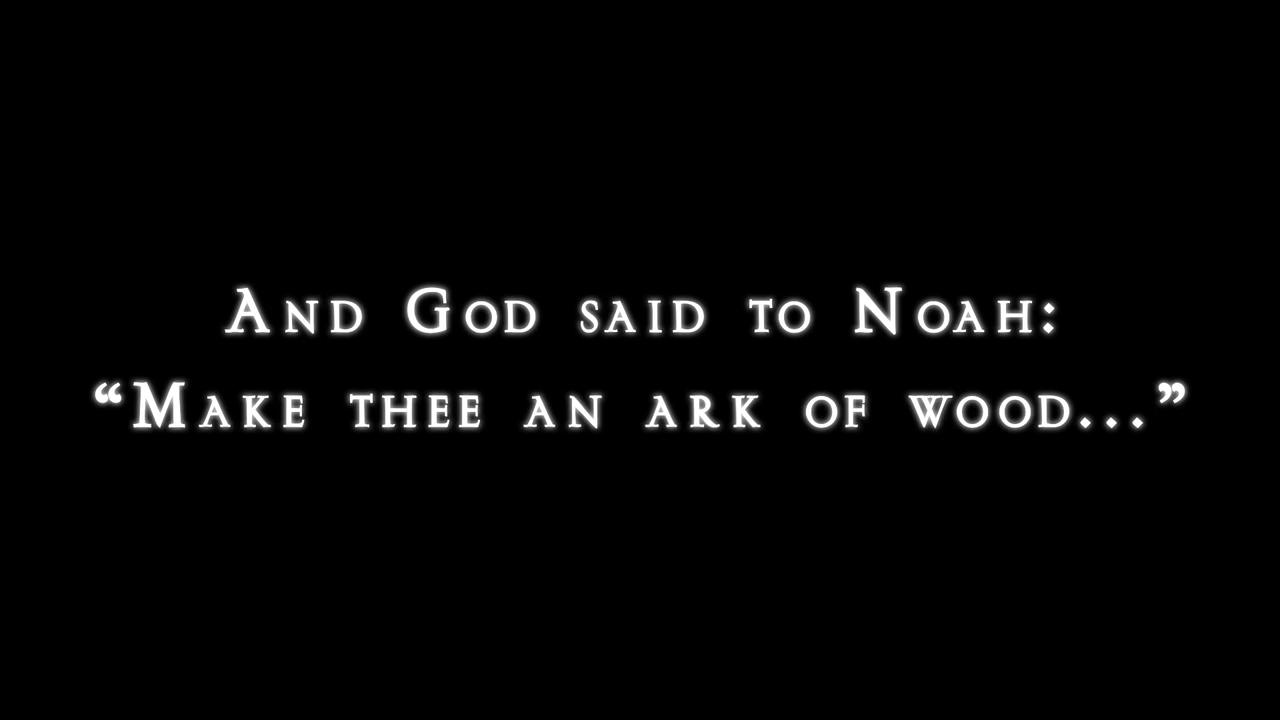 And God said to Noah:
“Make thee an ark of wood...”